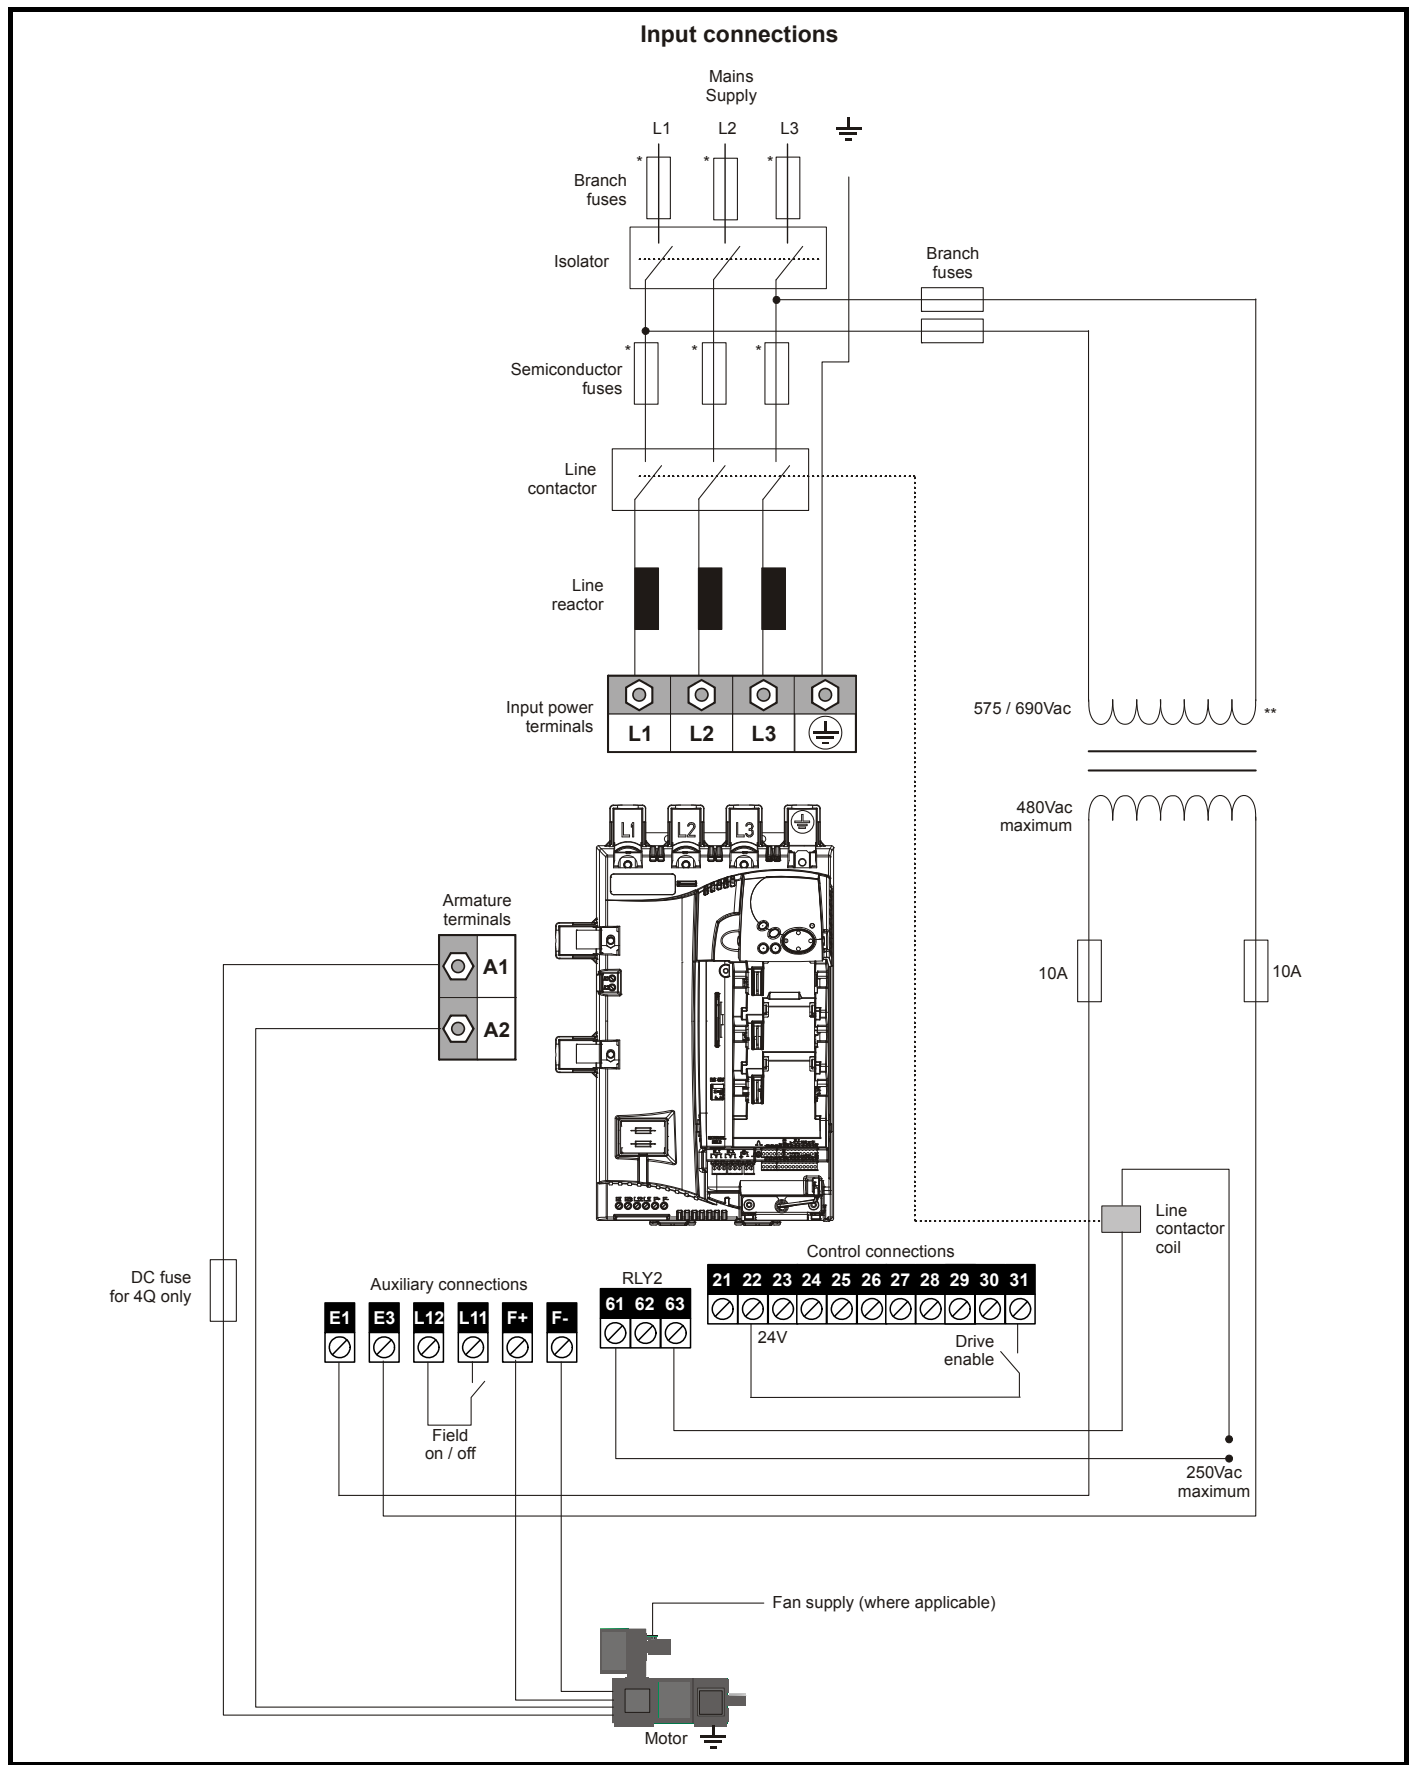 Input connections
Mains
Supply
L1 L2 L3
* * *
Branch
fuses
Isolator
Branch
fuses
* * *
Semiconductor
fuses
Line
contactor
Line
reactor
Input power
terminals
L1 L2 L3
575 / 690Vac
**
480Vac
maximum
L1 L2 L3
Armature
terminals
A1
A2
10A
10A
Line
contactor
coil
Control connections
21 22 23 24 25 26 27 28 29 30 31
24V
Drive
enable
DC fuse
for 4Q only
Auxiliary connections
E1 E3 L12 L11 F+ F-
RLY2
61 62 63
Field
on / off
250Vac
maximum
Fan supply (where applicable)
Motor